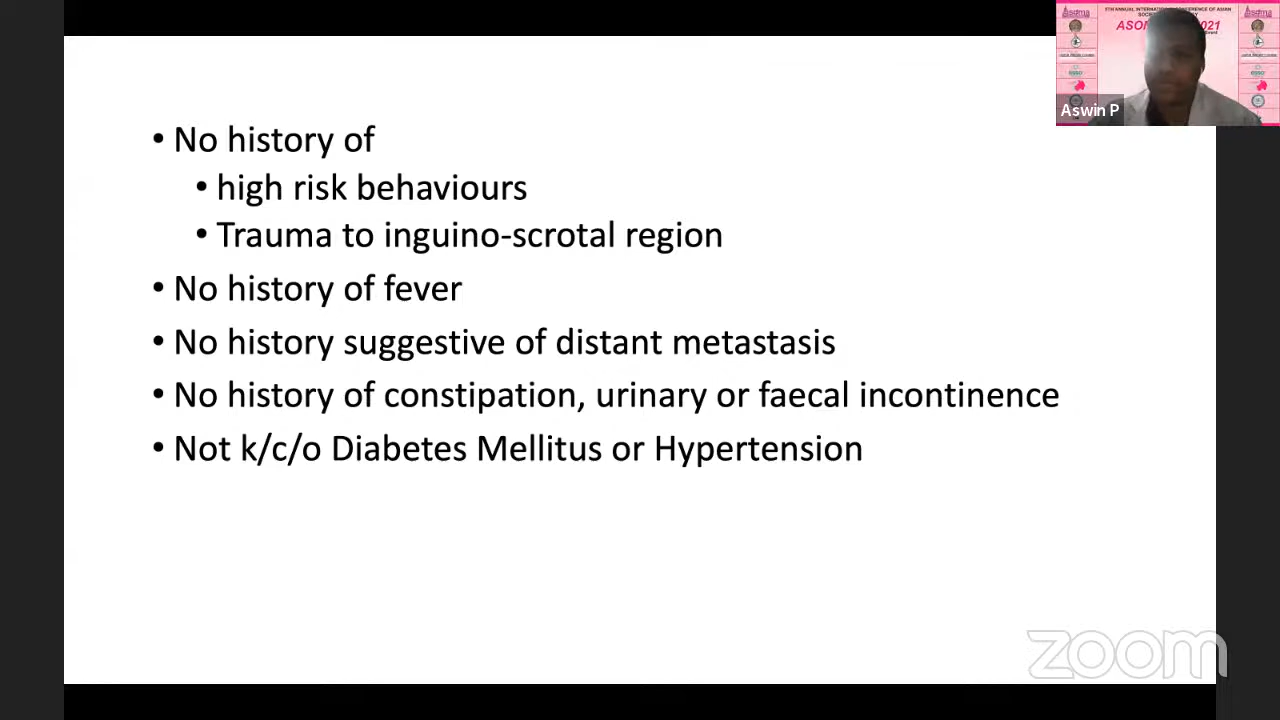 • No history of
• high risk behaviours
• Trauma to inguino-scrotal region
• No history of fever
• No history suggestive of distant metastasis
• No history of constipation, urinary or faecal incontinence
• Not k/c/o Diabetes Mellitus or Hypertension
Aswin P
zoom